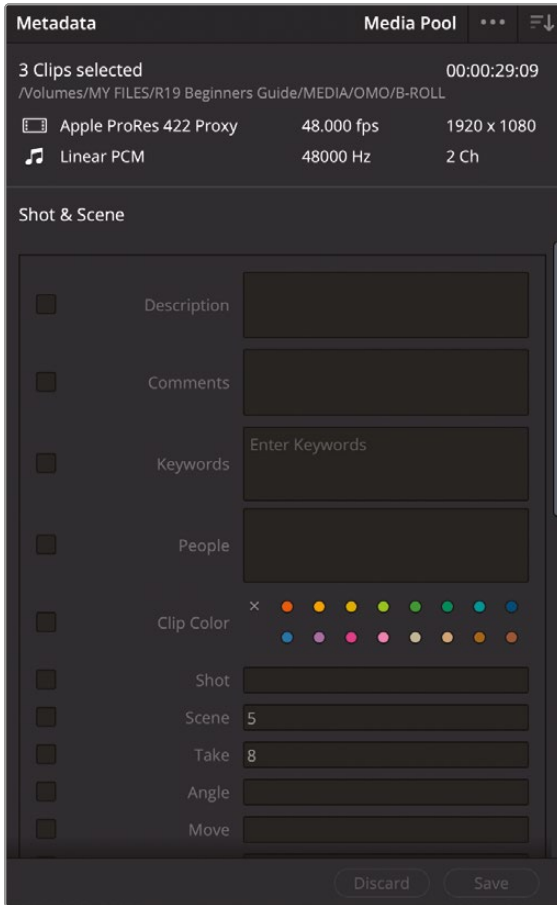 Metadata Media Pool •••
3 Clips selected 00:00:29:09
/Volumes/MY FILES/R19 Beginners Guide/MEDIA/OMO/B-ROLL
Apple ProRes 422 Proxy 48.000 fps 1920 x 1080
Linear PCM 48000 Hz 2 Ch
Shot & Scene
Description
Comments
Keywords Enter Keywords
People
Clip Color
Shot
Scene 5
Take 8
Angle
Move
Discard Save